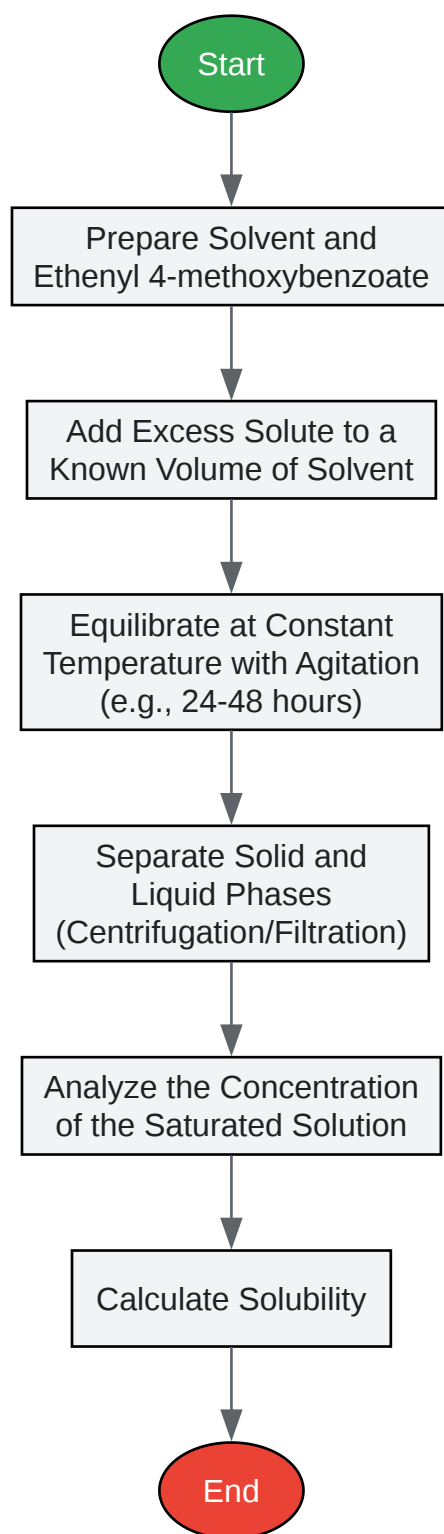 Start
Prepare Solvent and
Ethenyl 4-methoxybenzoate
Add Excess Solute to a
Known Volume of Solvent
Equilibrate at Constant
Temperature with Agitation
(e.g., 24-48 hours)
Separate Solid and
Liquid Phases
(Centrifugation/Filtration)
Analyze the Concentration
of the Saturated Solution
Calculate Solubility
End